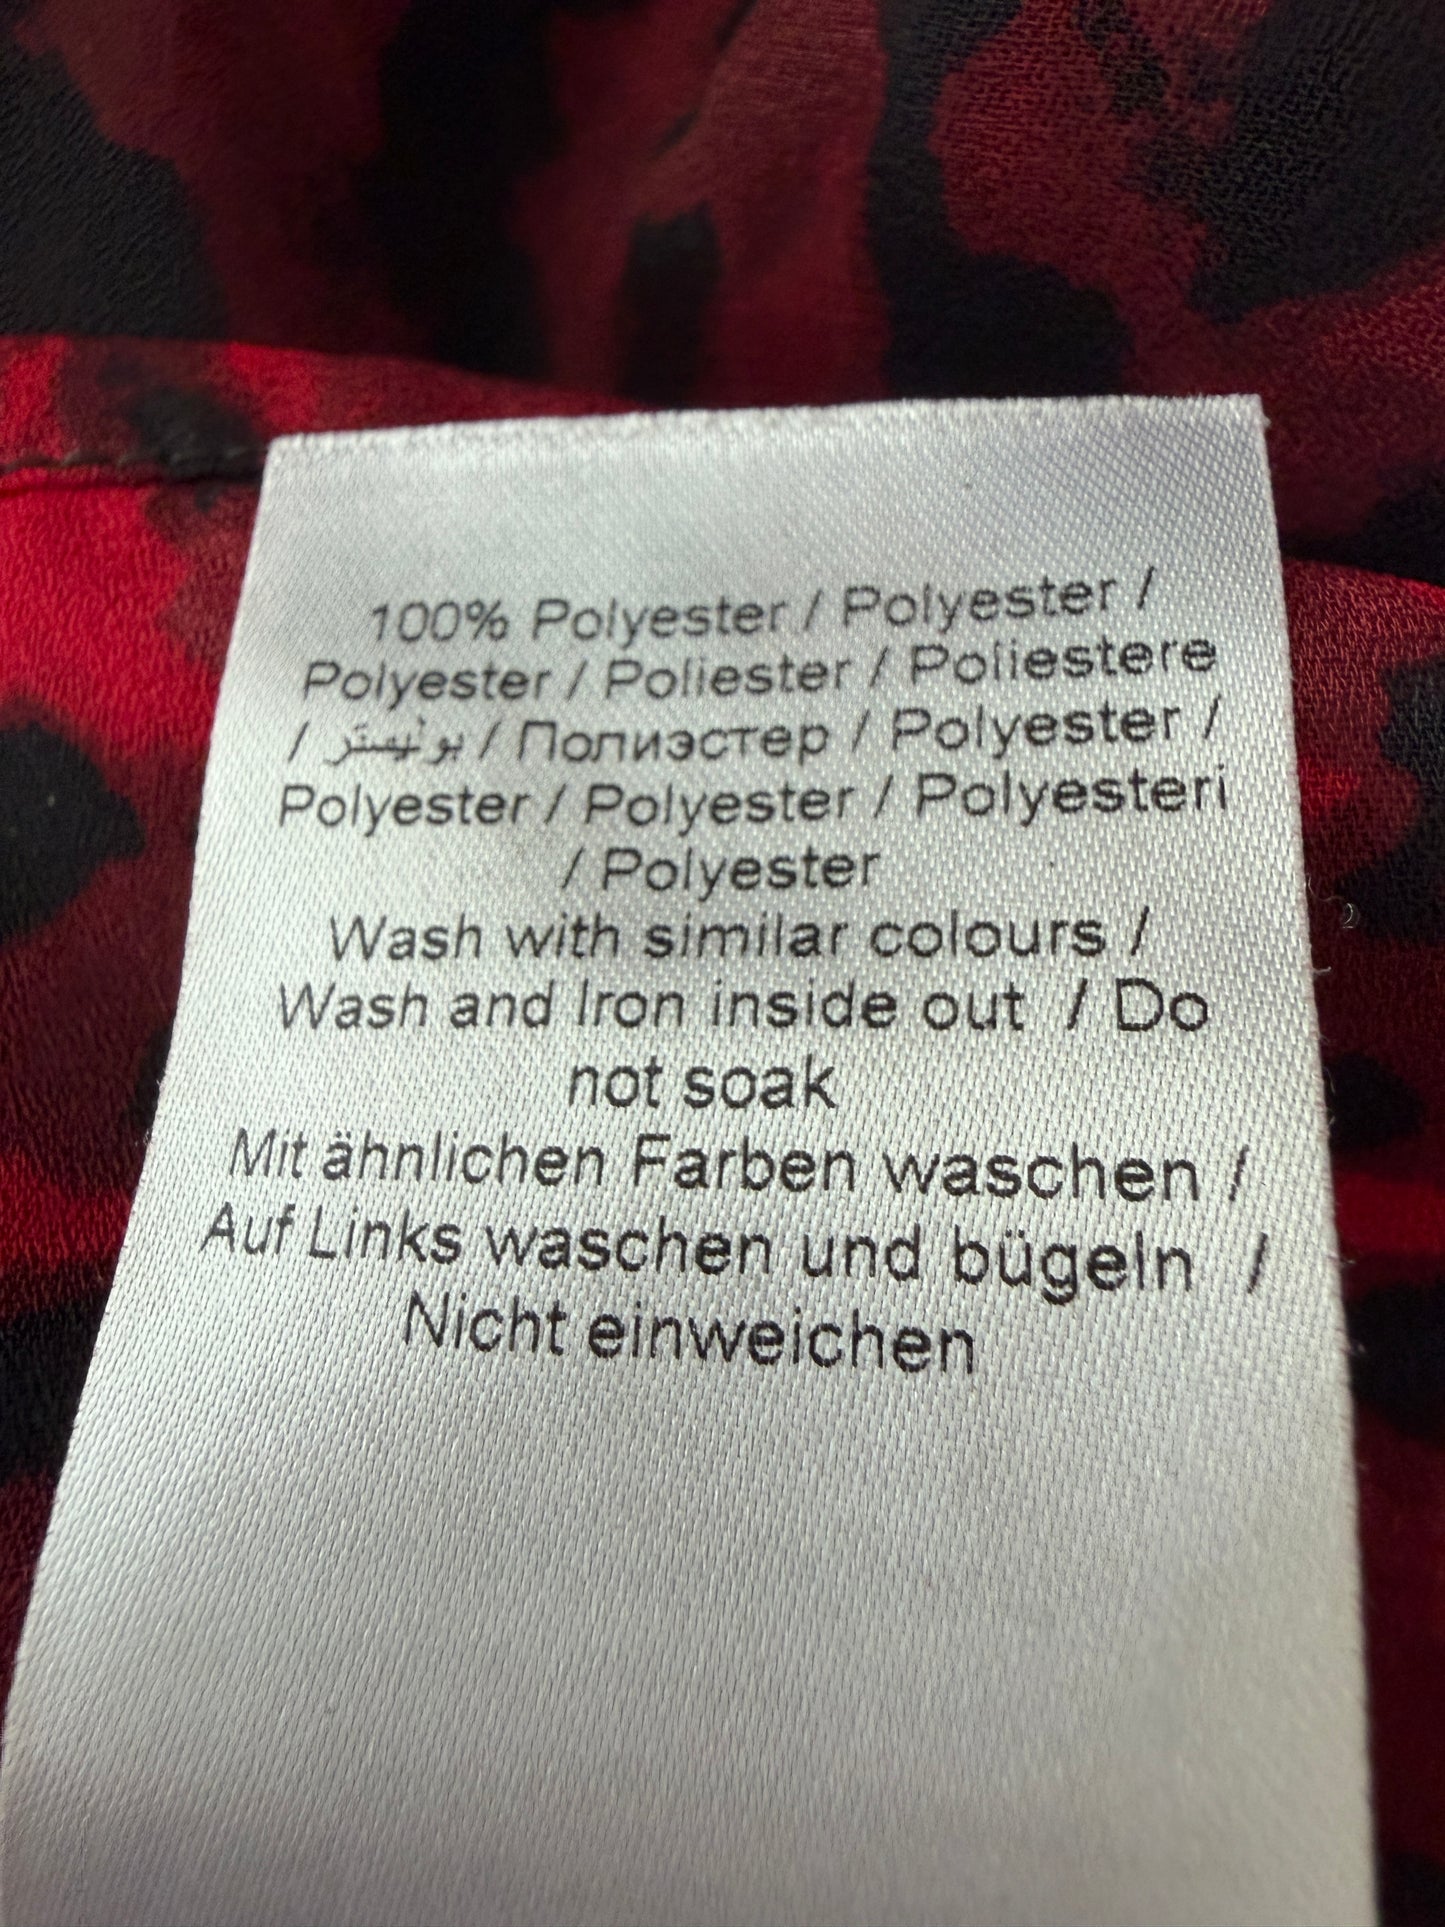 100% Polyester / Polyester /
Polyester / Poliester / Poliestere
/ بوليستر / Полиэстер / Polyester /
Polyester / Polyester / Polyesteri
/ Polyester
Wash with similar colours /
Wash and Iron inside out / Do
not soak
Mit ähnlichen Farben waschen /
Auf Links waschen und bügeln /
Nicht einweichen